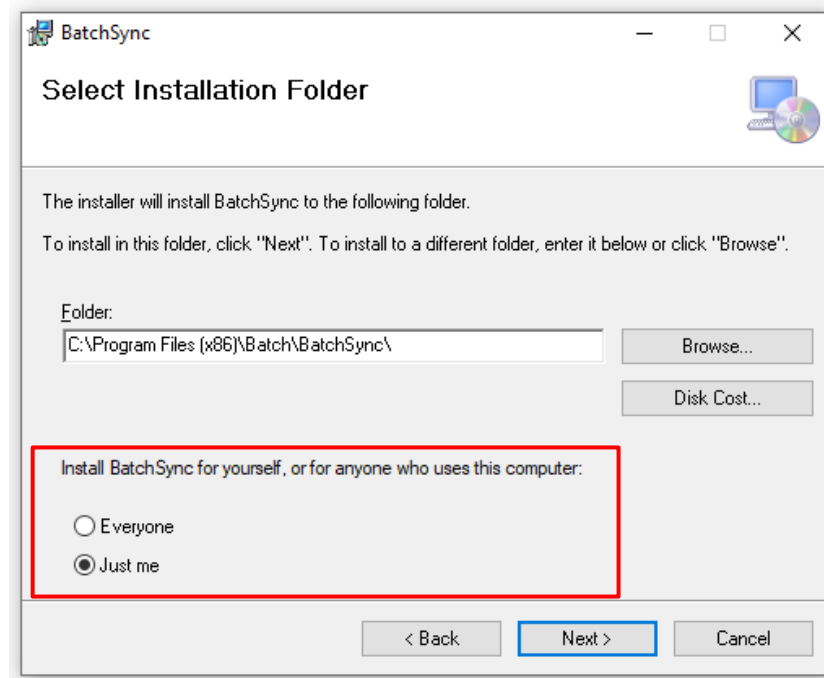 BatchSync
Select Installation Folder
The installer will install BatchSync to the following folder.
To install in this folder, click "Next". To install to a different folder, enter it below or click "Browse".
Folder:
C:\Program Files (x86)\Batch\BatchSync\
Browse...
Disk Cost...
Install BatchSync for yourself, or for anyone who uses this computer:
Everyone
Just me
< Back
Next >
Cancel